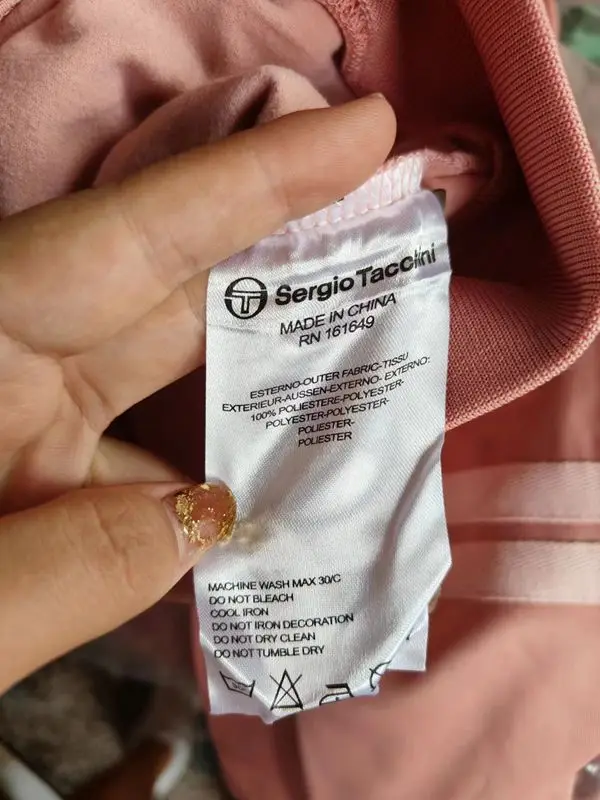 Sergio Tacchini
MADE IN CHINA
RN 161649
ESTERNO-OUTER FABRIC-TISSU
EXTERIEUR-AUSSEN-EXTERNO- EXTERNO:
100% POLIESTERE-POLYESTER-
POLYESTER-POLYESTER-
POLIESTER-
POLIESTER
MACHINE WASH MAX 30/C
DO NOT BLEACH
COOL IRON
DO NOT IRON DECORATION
DO NOT DRY CLEAN
DO NOT TUMBLE DRY